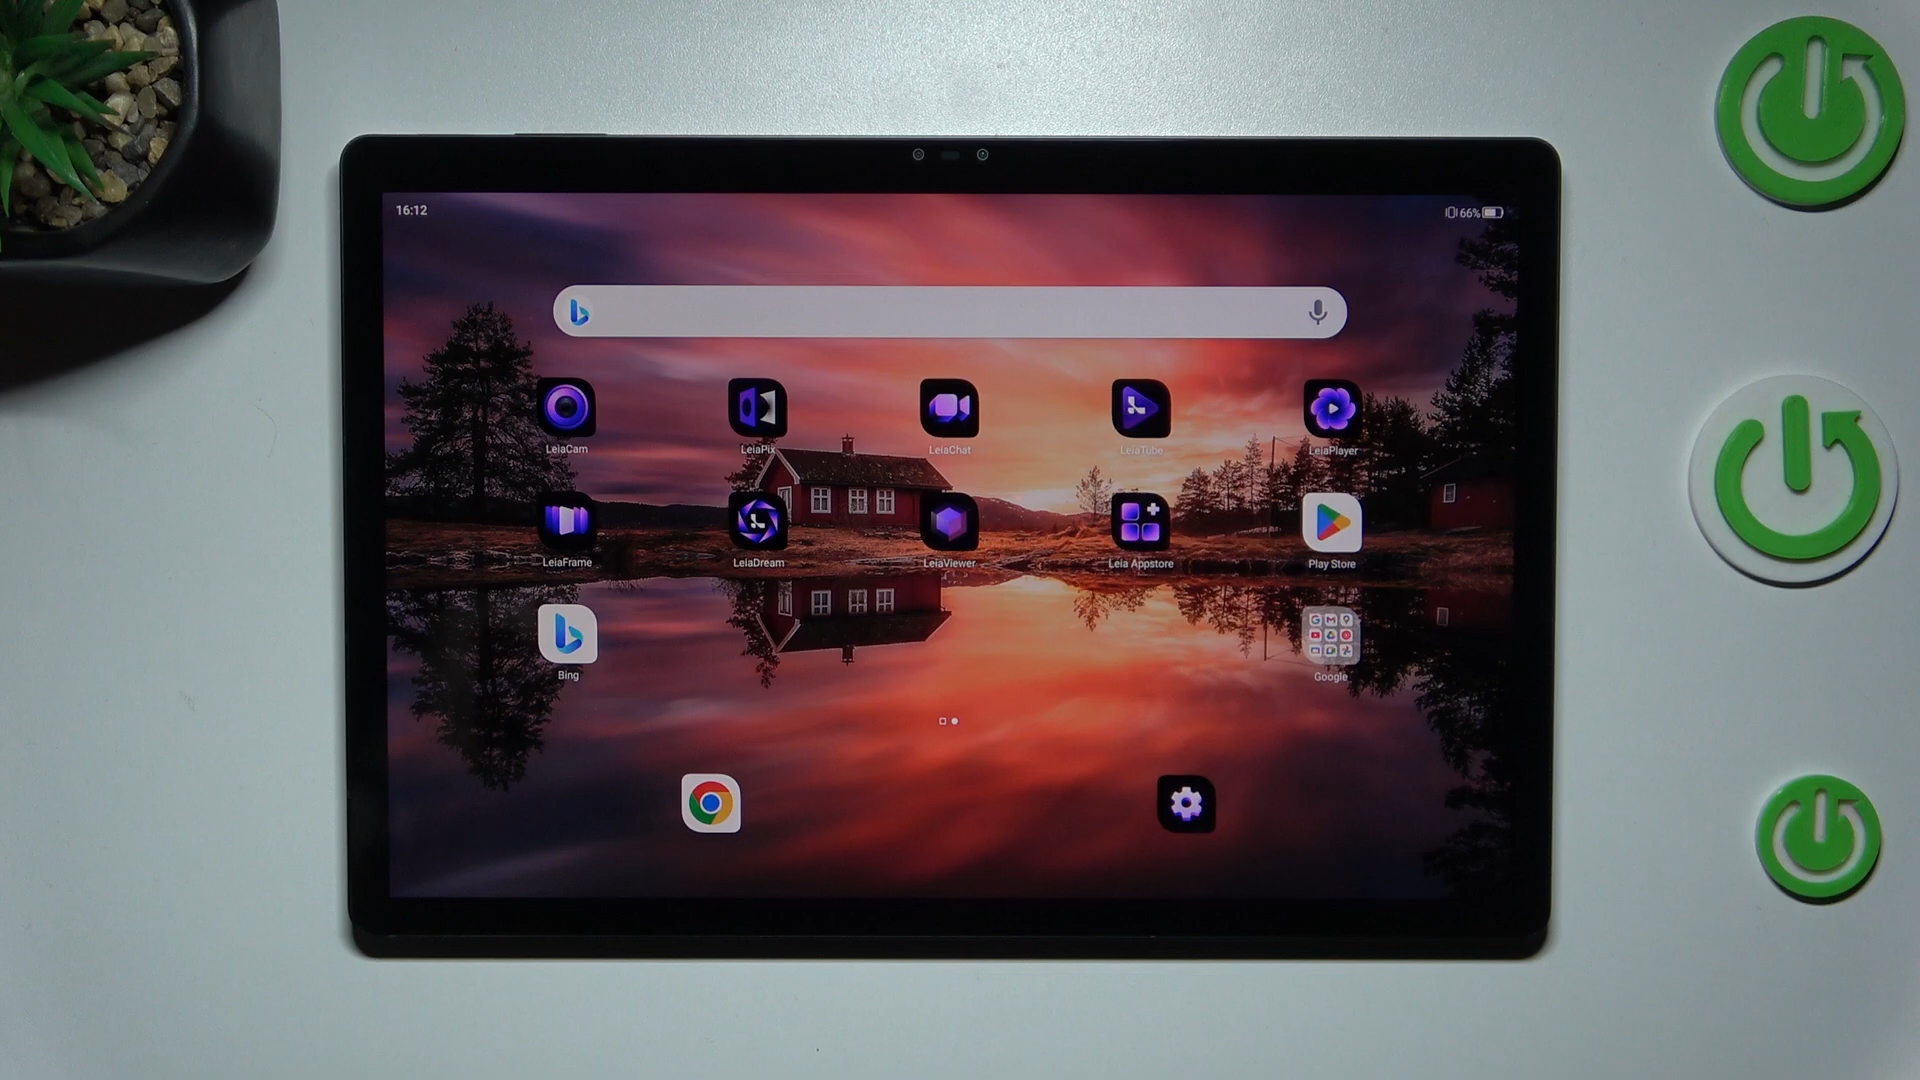 16:12
66%
LeiaCam
LeiaPix
LeiaChat
LeiaTube
LeiaPlayer
LeiaFrame
LeiaDream
LeiaViewer
Leia Appstore
Play Store
Bing
Google